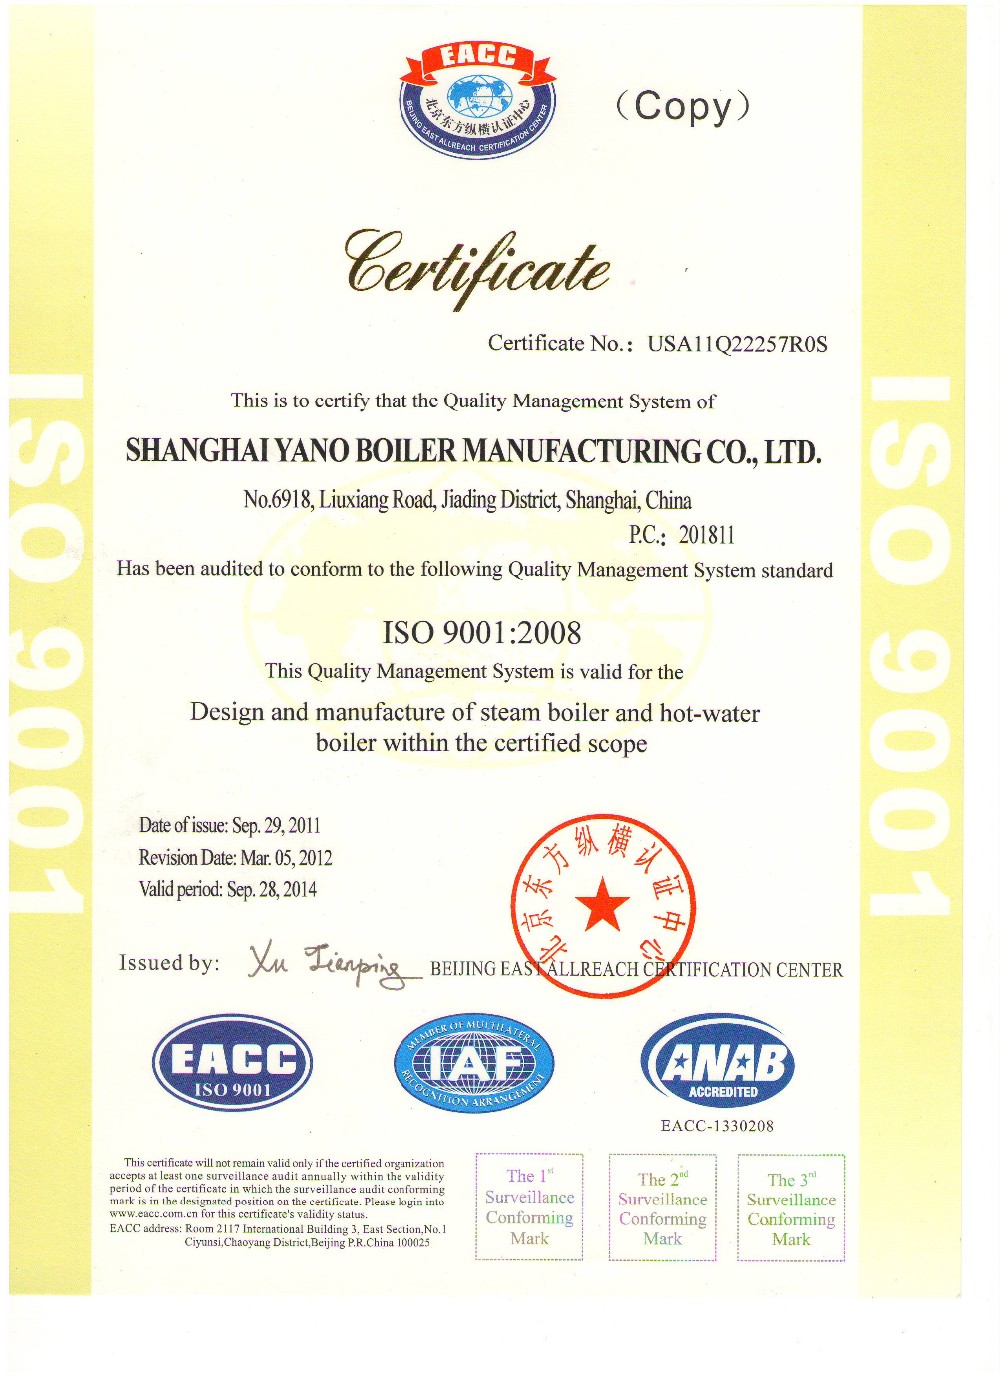 EACC
北京东方纵横认证中心
BEIJING EAST ALLREACH CERTIFICATION CENTER
（Copy）
Certificate
Certificate No.: USA11Q22257R0S
This is to certify that the Quality Management System of
SHANGHAI YANO BOILER MANUFACTURING CO., LTD.
No.6918, Liuxiang Road, Jiading District, Shanghai, China
P.C.: 201811
Has been audited to conform to the following Quality Management System standard
ISO 9001:2008
This Quality Management System is valid for the
Design and manufacture of steam boiler and hot-water
boiler within the certified scope
ISO 9001
ISO 9001
Date of issue: Sep. 29, 2011
Revision Date: Mar. 05, 2012
Valid period: Sep. 28, 2014
北京东方纵横认证中心
Issued by: Xu Tianping BEIJING EAST ALLREACH CERTIFICATION CENTER
EACC
ISO 9001
MEMBER OF MULTILATERAL
IAF
RECOGNITION ARRANGEMENT
ANAB
ACCREDITED
EACC-1330208
This certificate will not remain valid only if the certified organization
accepts at least one surveillance audit annually within the validity
period of the certificate in which the surveillance audit conforming
mark is in the designated position on the certificate. Please login into
www.eacc.com.cn for this certificate's validity status.
EACC address: Room 2117 International Building 3, East Section,No.1
Ciyunsi,Chaoyang District,Beijing P.R.China 100025
The 1st
Surveillance
Conforming
Mark
The 2nd
Surveillance
Conforming
Mark
The 3rd
Surveillance
Conforming
Mark